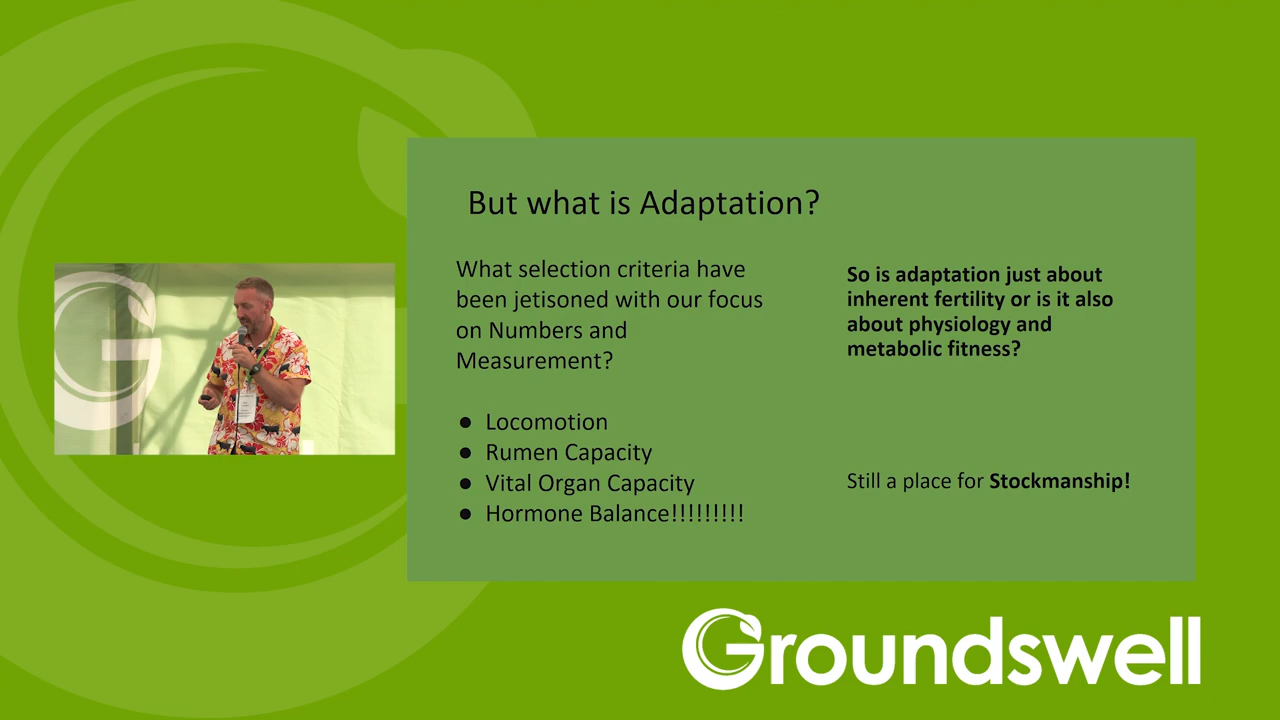 But what is Adaptation?
What selection criteria have
been jetisoned with our focus
on Numbers and
Measurement?
● Locomotion
● Rumen Capacity
● Vital Organ Capacity
● Hormone Balance!!!!!!!!!
So is adaptation just about
inherent fertility or is it also
about physiology and
metabolic fitness?
Still a place for Stockmanship!
Groundswell